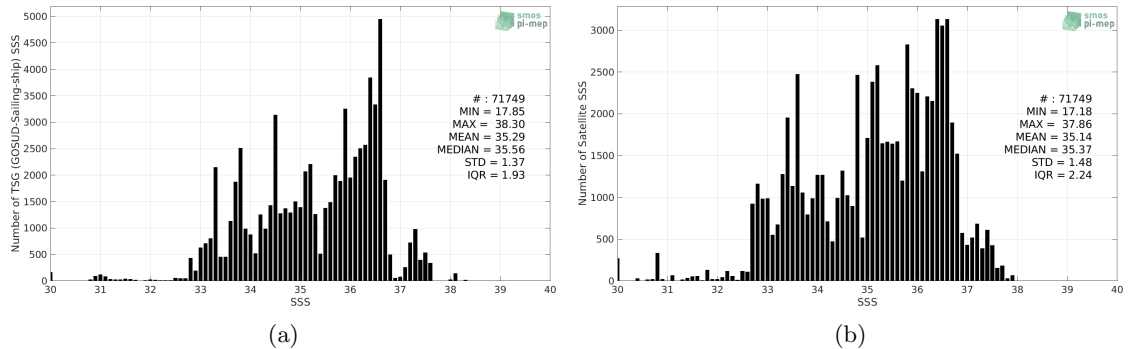 5000
4500
4000
3500
3000
2500
2000
1500
1000
500
0
Number of TSG (GOSUD-Sailing-ship) SSS
smos
pi-mep
# : 71749
MIN = 17.85
MAX = 38.30
MEAN = 35.29
MEDIAN = 35.56
STD = 1.37
IQR = 1.93
30 31 32 33 34 35 36 37 38 39 40
SSS
(a)
3000
2500
2000
1500
1000
500
0
Number of Satellite SSS
smos
pi-mep
# : 71749
MIN = 17.18
MAX = 37.86
MEAN = 35.14
MEDIAN = 35.37
STD = 1.48
IQR = 2.24
30 31 32 33 34 35 36 37 38 39 40
SSS
(b)